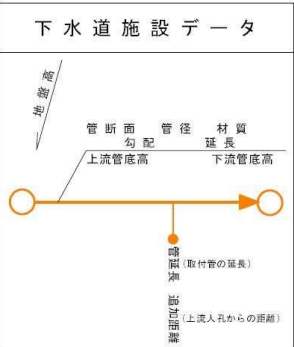 下水道施設データ
地盤高
管断面 管径 材質
勾配 延長
上流管底高 下流管底高
管延長 (取付管の延長)
追加距離 (上流人孔からの距離)